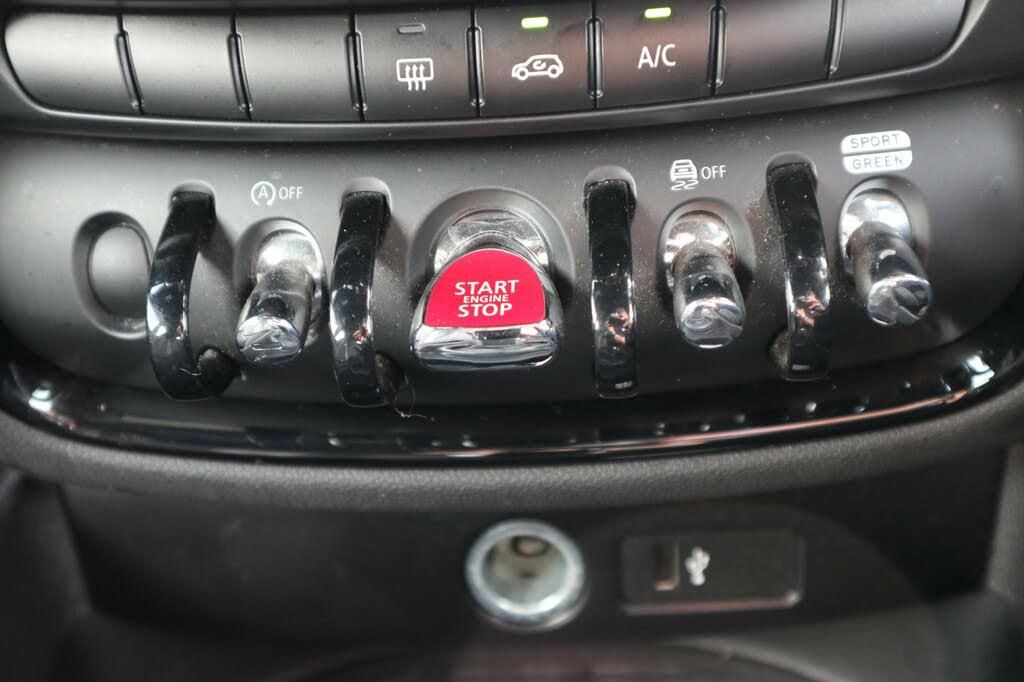 A/C
SPORT
GREEN
A OFF
OFF
START
ENGINE
STOP